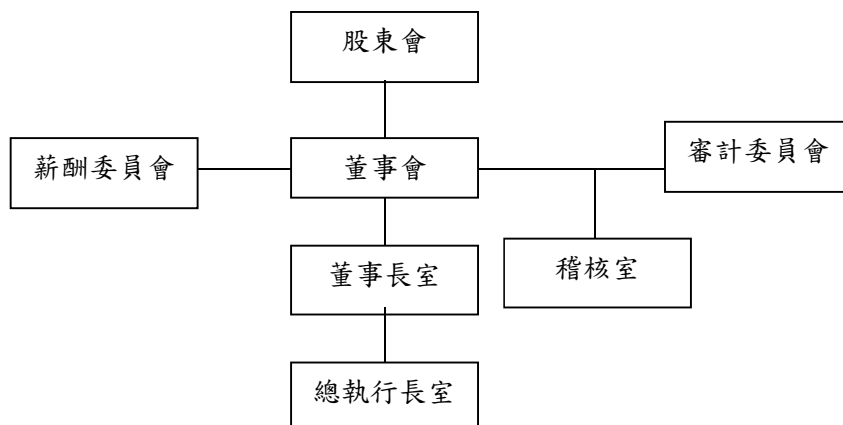 股東會
薪酬委員會
董事會
審計委員會
董事長室
稽核室
總執行長室